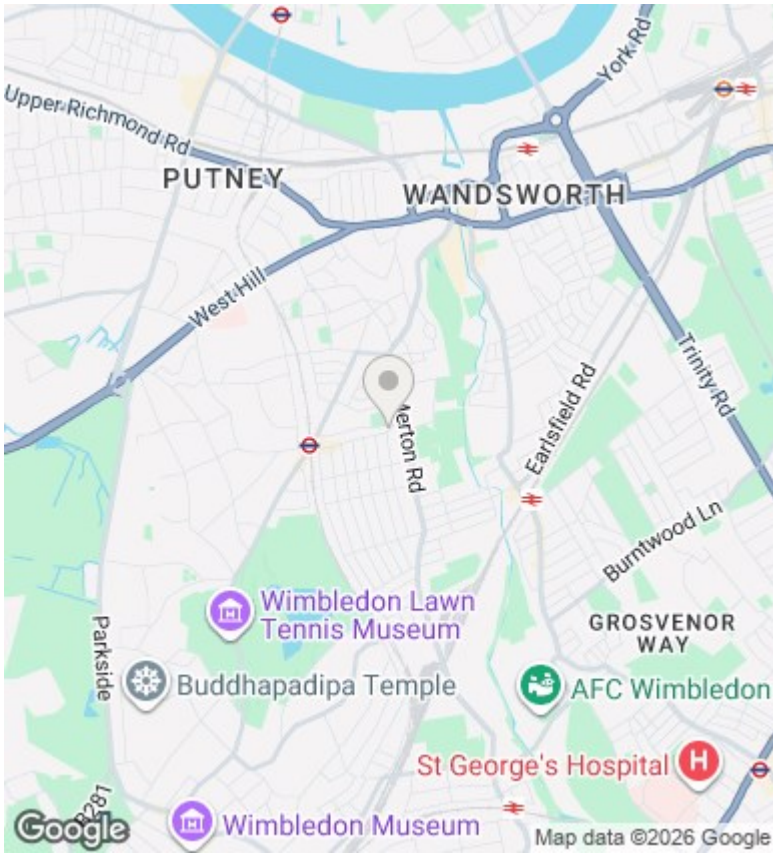 York Rd
Upper Richmond Rd
PUTNEY
WANDSWORTH
West Hill
Trinity Rd
Merton Rd
Earlsfield Rd
Burntwood Ln
Wimbledon Lawn
Tennis Museum
Parkside
GROSVENOR
WAY
Buddhapadipa Temple
AFC Wimbledon
St George's Hospital
H
B281
Wimbledon Museum
Google
Map data ©2026 Google